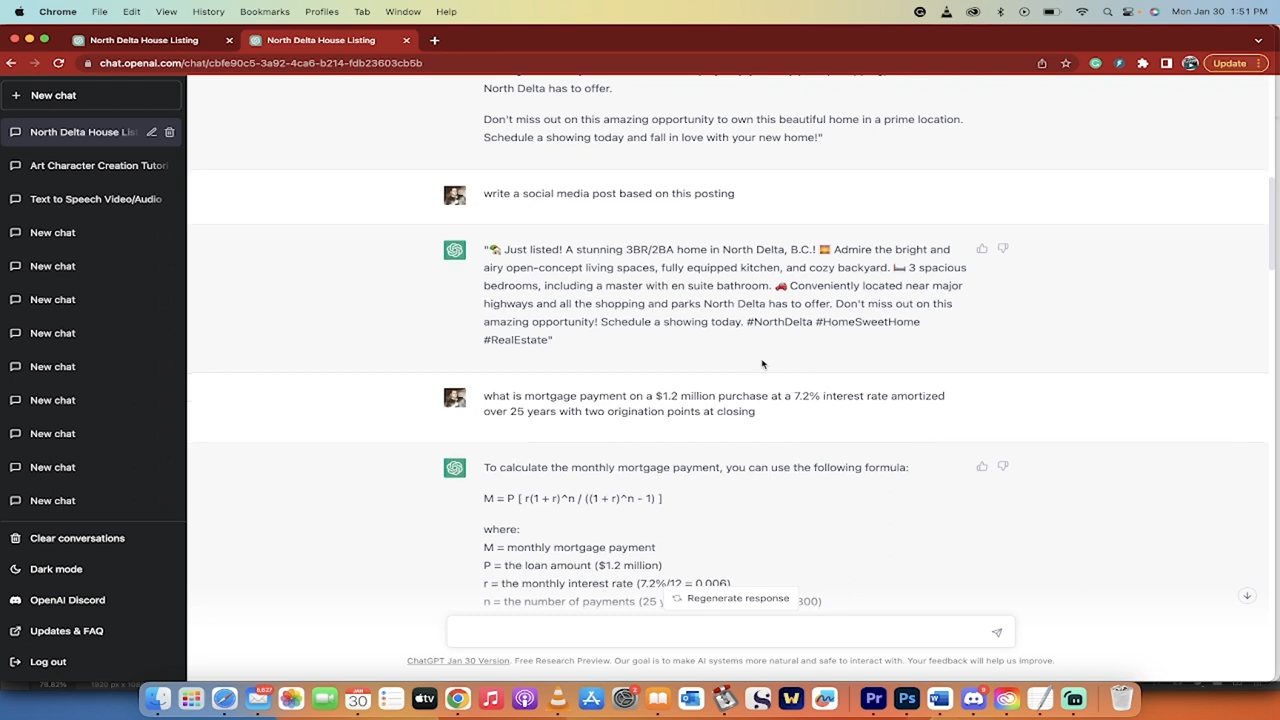 Chrome File Edit View History Bookmarks Profiles Tab Window Help Mon Jan 30 1:51 PM
North Delta House Listing North Delta House Listing
chat.openai.com/chat/cbfe90c5-3a92-4ca6-b214-fdb23603cb5b Update
New chat
North Delta House Lis
Art Character Creation Tutor
Text to Speech Video/Audio
New chat
New chat
New chat
New chat
New chat
New chat
New chat
New chat
New chat
Clear conversations
Dark mode
OpenAI Discord
Updates & FAQ
Log out
North Delta has to offer.
Don't miss out on this amazing opportunity to own this beautiful home in a prime location.
Schedule a showing today and fall in love with your new home!"
write a social media post based on this posting
"🏡 Just listed! A stunning 3BR/2BA home in North Delta, B.C.! 🌅 Admire the bright and
airy open-concept living spaces, fully equipped kitchen, and cozy backyard. 🛏 3 spacious
bedrooms, including a master with en suite bathroom. 🚗 Conveniently located near major
highways and all the shopping and parks North Delta has to offer. Don't miss out on this
amazing opportunity! Schedule a showing today. #NorthDelta #HomeSweetHome
#RealEstate"
what is mortgage payment on a $1.2 million purchase at a 7.2% interest rate amortized
over 25 years with two origination points at closing
To calculate the monthly mortgage payment, you can use the following formula:
M = P [ r(1 + r)^n / ((1 + r)^n - 1) ]
where:
M = monthly mortgage payment
P = the loan amount ($1.2 million)
r = the monthly interest rate (7.2%/12 = 0.006)
n = the number of payments (25 y 300)
Regenerate response
ChatGPT Jan 30 Version. Free Research Preview. Our goal is to make AI systems more natural and safe to interact with. Your feedback will help us improve.